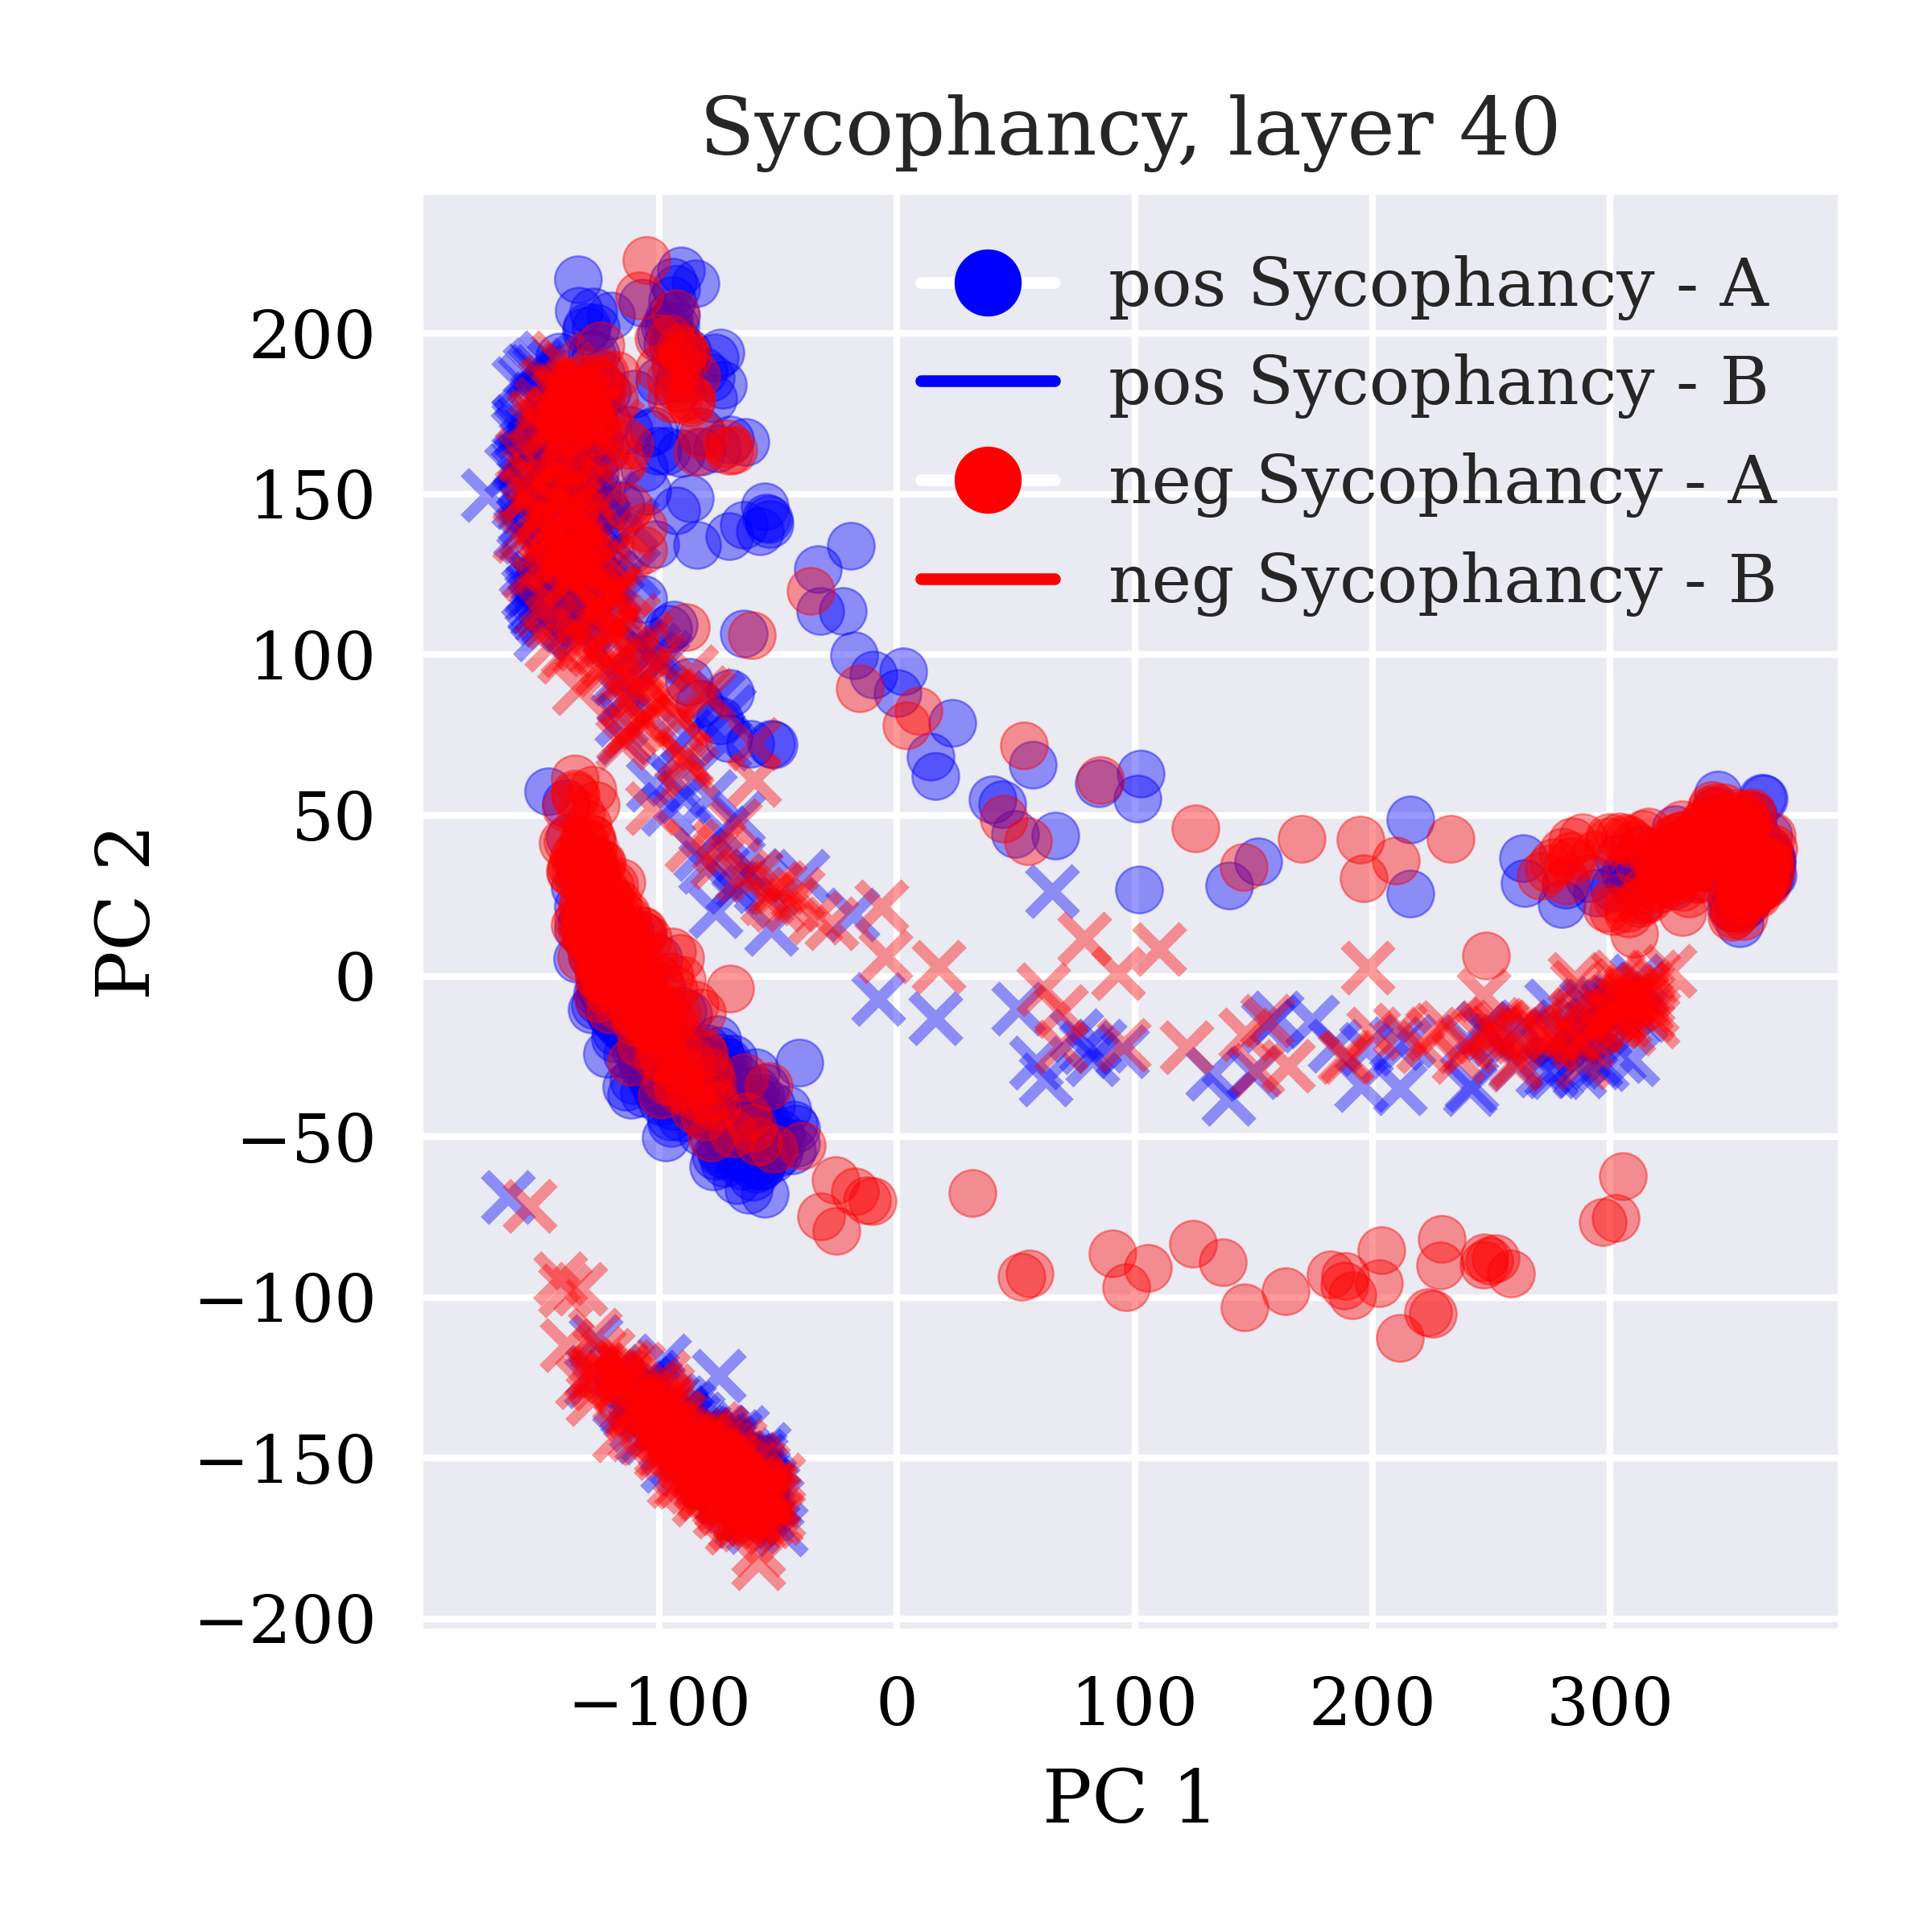 Sycophancy, layer 40
pos Sycophancy - A
pos Sycophancy - B
neg Sycophancy - A
neg Sycophancy - B
200
150
100
50
0
−50
−100
−150
−200
PC 2
−100 0 100 200 300
PC 1